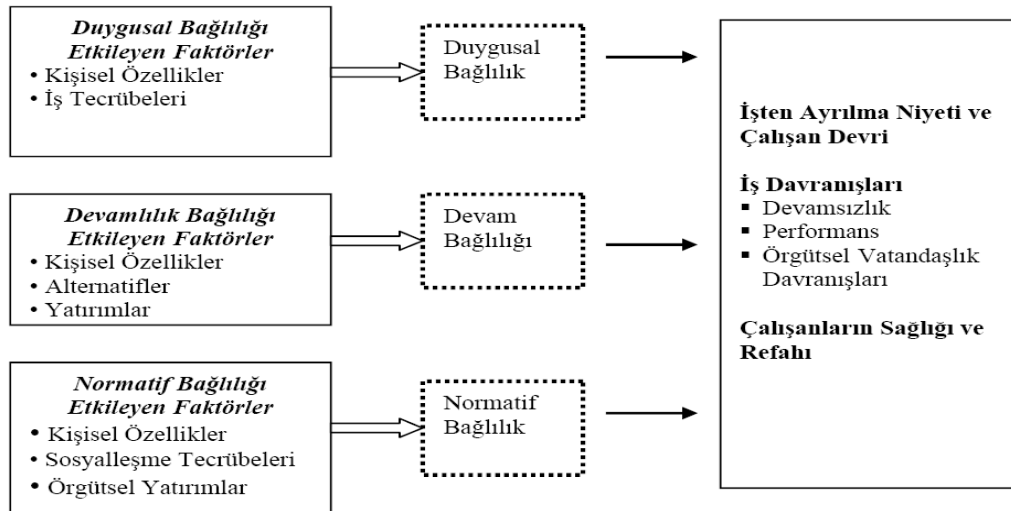 Duygusal Bağlılığı
Etkileyen Faktörler
• Kişisel Özellikler
• İş Tecrübeleri
Duygusal
Bağlılık
Devamlılık Bağlılığı
Etkileyen Faktörler
• Kişisel Özellikler
• Alternatifler
• Yatırımlar
Devam
Bağlılığı
Normatif Bağlılığı
Etkileyen Faktörler
• Kişisel Özellikler
• Sosyalleşme Tecrübeleri
• Örgütsel Yatırımlar
Normatif
Bağlılık
İşten Ayrılma Niyeti ve
Çalışan Devri
İş Davranışları
▪ Devamsızlık
▪ Performans
▪ Örgütsel Vatandaşlık
Davranışları
Çalışanların Sağlığı ve
Refahı